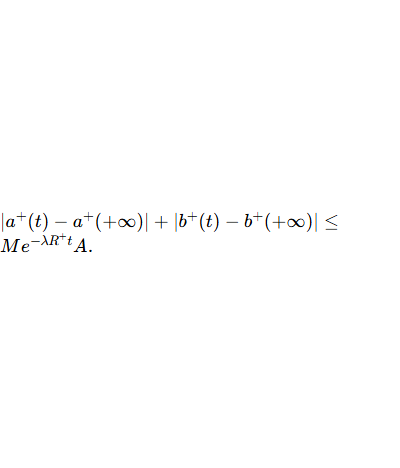 |a⁺(t) − a⁺(+∞)| + |b⁺(t) − b⁺(+∞)| ≤
Me^{−λR⁺t}A.